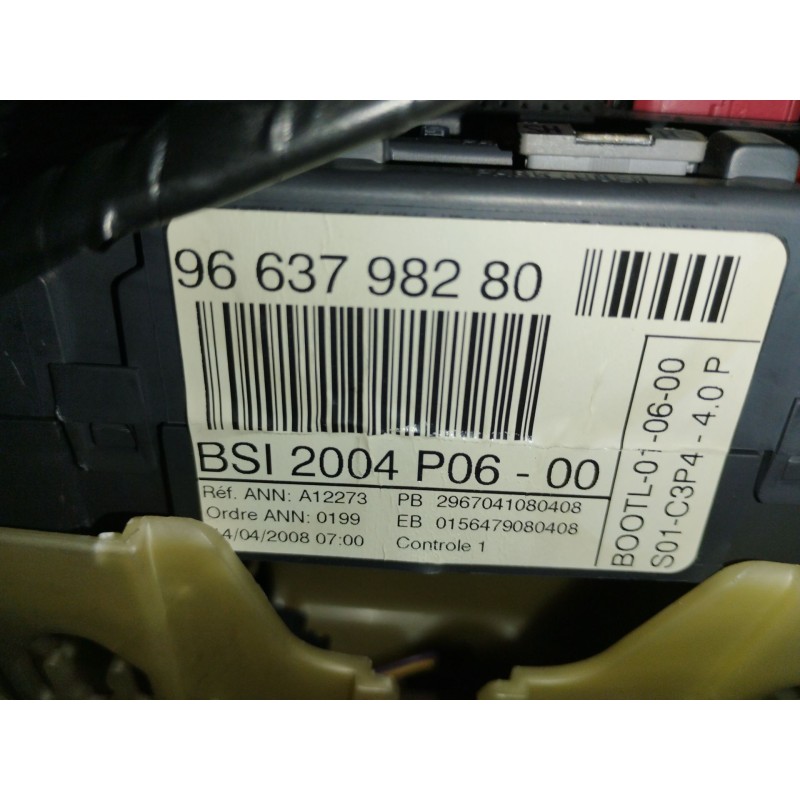 96 637 982 80
BSI 2004 P06 - 00
Réf. ANN: A12273 PB 2967041080408
Ordre ANN: 0199 EB 0156479080408
4/04/2008 07:00 Controle 1
BOOTL-01-06-00
S01-C3P4 - 4.0 P